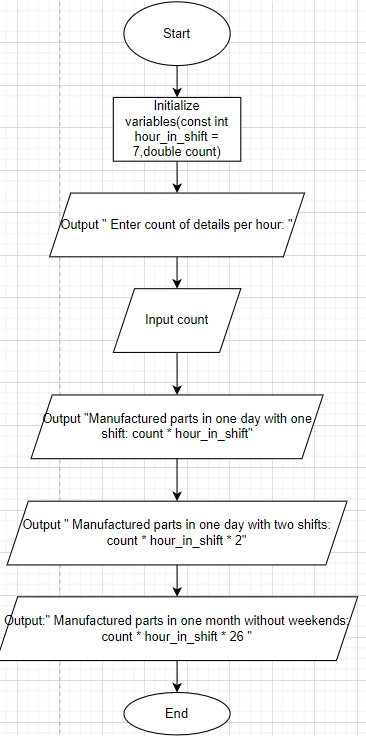 Start
Initialize
variables(const int
hour_in_shift =
7,double count)
Output " Enter count of details per hour: "
Input count
Output "Manufactured parts in one day with one
shift: count * hour_in_shift"
Output " Manufactured parts in one day with two shifts:
count * hour_in_shift * 2"
Output:" Manufactured parts in one month without weekends:
count * hour_in_shift * 26 "
End